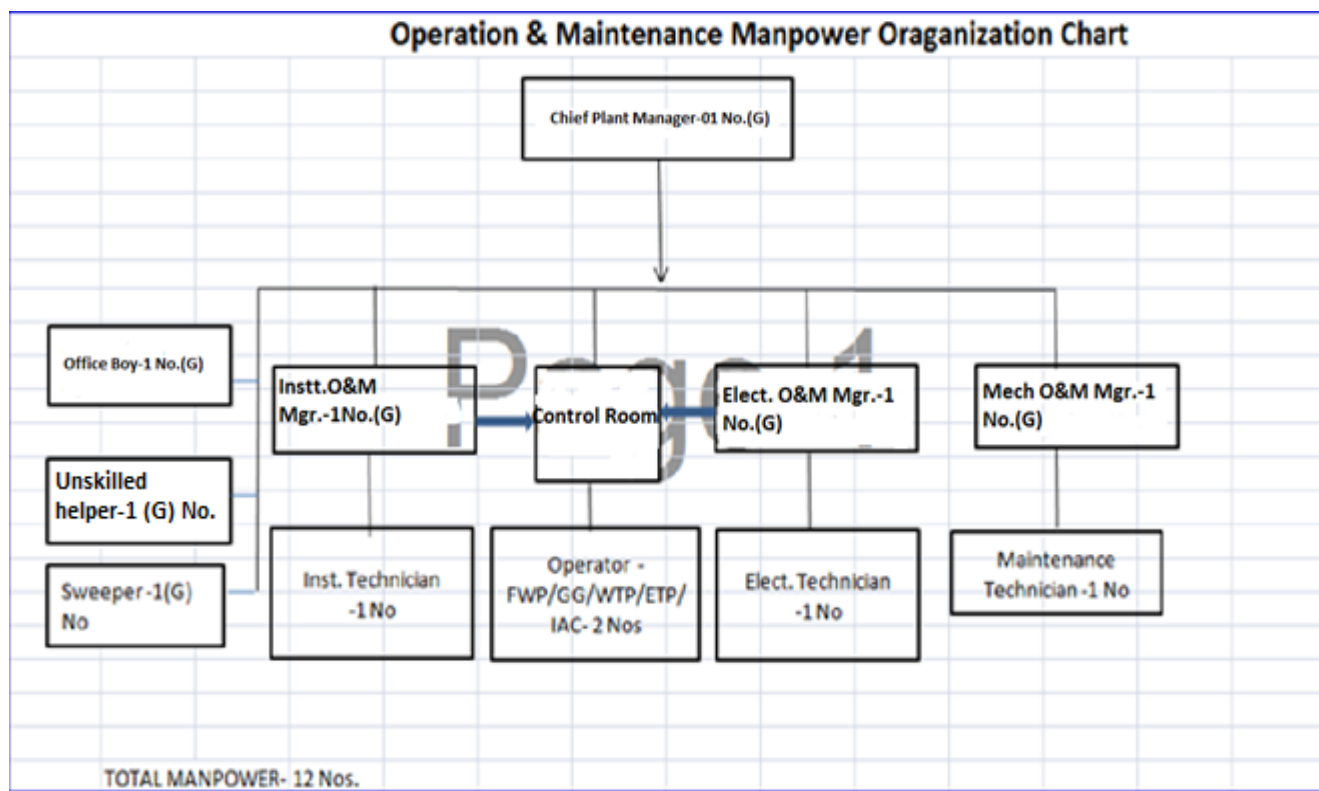 Operation & Maintenance Manpower Oraganization Chart
Chief Plant Manager-01 No.(G)
Office Boy-1 No.(G)
Unskilled
helper-1 (G) No.
Sweeper -1(G)
No
Instt.O&M
Mgr.-1No.(G)
Control Room
Elect. O&M Mgr.-1
No.(G)
Mech O&M Mgr.-1
No.(G)
Inst. Technician
-1 No
Operator -
FWP/GG/WTP/ETP/
IAC- 2 Nos
Elect. Technician
-1 No
Maintenance
Technician -1 No
Page 1
TOTAL MANPOWER- 12 Nos.